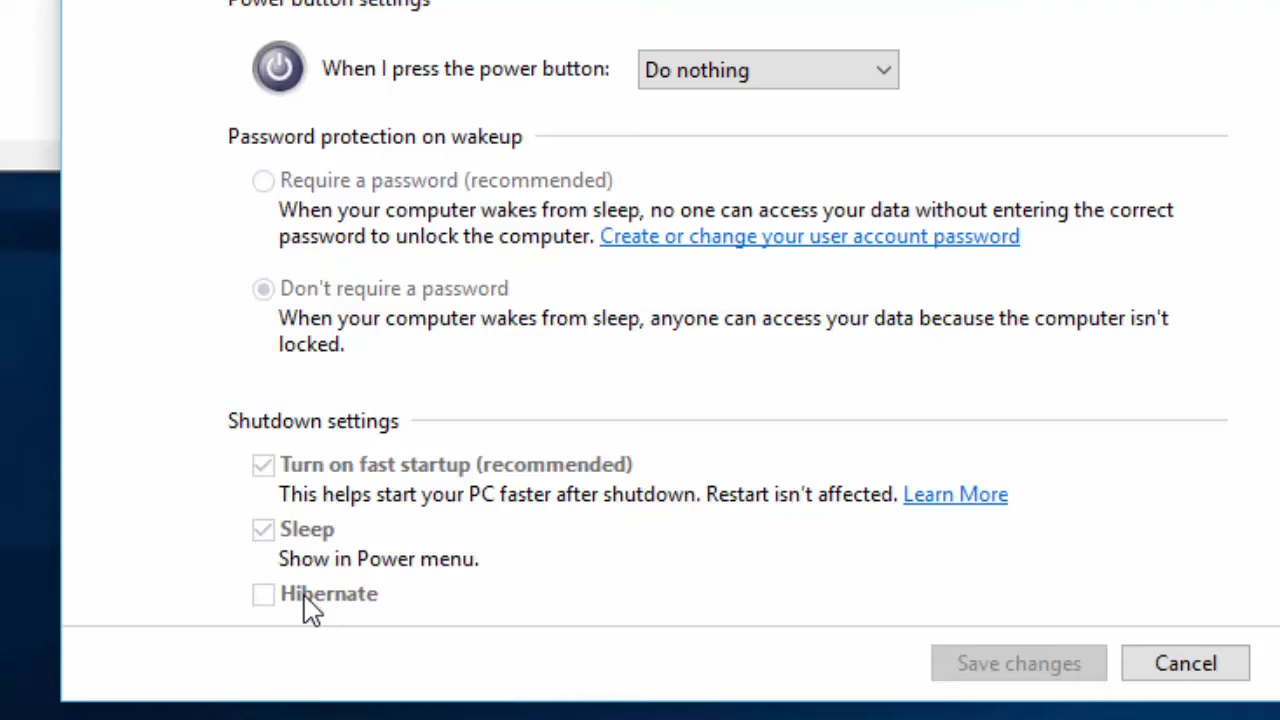 Power button settings
When I press the power button: Do nothing
Password protection on wakeup
Require a password (recommended)
When your computer wakes from sleep, no one can access your data without entering the correct
password to unlock the computer. Create or change your user account password
Don't require a password
When your computer wakes from sleep, anyone can access your data because the computer isn't
locked.
Shutdown settings
Turn on fast startup (recommended)
This helps start your PC faster after shutdown. Restart isn't affected. Learn More
Sleep
Show in Power menu.
Hibernate
Save changes Cancel